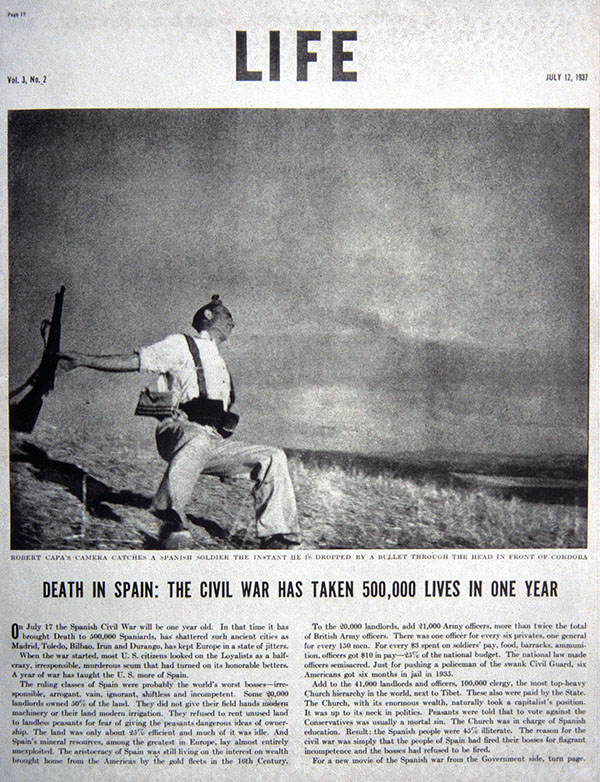 Page 19
LIFE
Vol. 3, No. 2
JULY 12, 1937
ROBERT CAPA'S CAMERA CATCHES A SPANISH SOLDIER THE INSTANT HE IS DROPPED BY A BULLET THROUGH THE HEAD IN FRONT OF CORDOBA
DEATH IN SPAIN: THE CIVIL WAR HAS TAKEN 500,000 LIVES IN ONE YEAR
On July 17 the Spanish Civil War will be one year old. In that time it has
brought Death to 500,000 Spaniards, has shattered such ancient cities as
Madrid, Toledo, Bilbao, Irun and Durango, has kept Europe in a state of jitters.
When the war started, most U. S. citizens looked on the Loyalists as a half-
crazy, irresponsible, murderous scum that had turned on its honorable betters.
A year of war has taught the U. S. more of Spain.
The ruling classes of Spain were probably the world's worst bosses—irre-
sponsible, arrogant, vain, ignorant, shiftless and incompetent. Some 20,000
landlords owned 50% of the land. They did not give their field hands modern
machinery or their land modern irrigation. They refused to rent unused land
to landless peasants for fear of giving the peasants dangerous ideas of owner-
ship. The land was only about 25% efficient and much of it was idle. And
Spain's mineral resources, among the greatest in Europe, lay almost entirely
unexploited. The aristocracy of Spain was still living on the interest on wealth
brought home from the Americas by the gold fleets in the 16th Century.
To the 20,000 landlords, add 21,000 Army officers, more than twice the total
of British Army officers. There was one officer for every six privates, one general
for every 150 men. For every $3 spent on soldiers' pay, food, barracks, ammuni-
tion, officers got $10 in pay—25% of the national budget. The national law made
officers semisacred. Just for pushing a policeman of the swank Civil Guard, six
Americans got six months in jail in 1933.
Add to the 41,000 landlords and officers, 100,000 clergy, the most top-heavy
Church hierarchy in the world, next to Tibet. These also were paid by the State.
The Church, with its enormous wealth, naturally took a capitalist's position.
It was up to its neck in politics. Peasants were told that to vote against the
Conservatives was usually a mortal sin. The Church was in charge of Spanish
education. Result: the Spanish people were 45% illiterate. The reason for the
civil war was simply that the people of Spain had fired their bosses for flagrant
incompetence and the bosses had refused to be fired.
For a new movie of the Spanish war from the Government side, turn page.